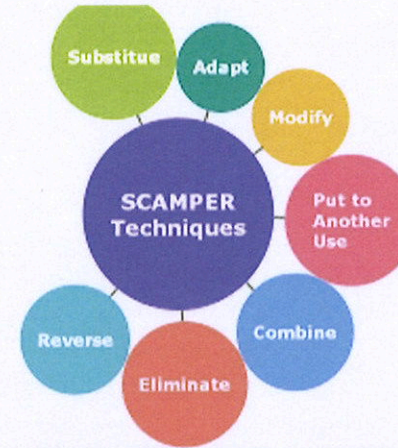 Substitue
Adapt
Modify
SCAMPER
Techniques
Put to
Another
Use
Combine
Reverse
Eliminate